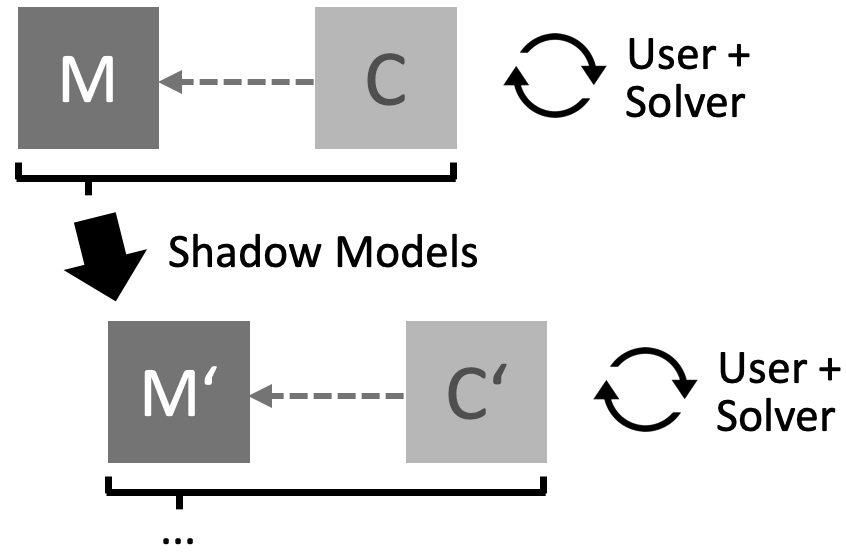 M
C
User +
Solver
Shadow Models
M‘
C‘
User +
Solver
...